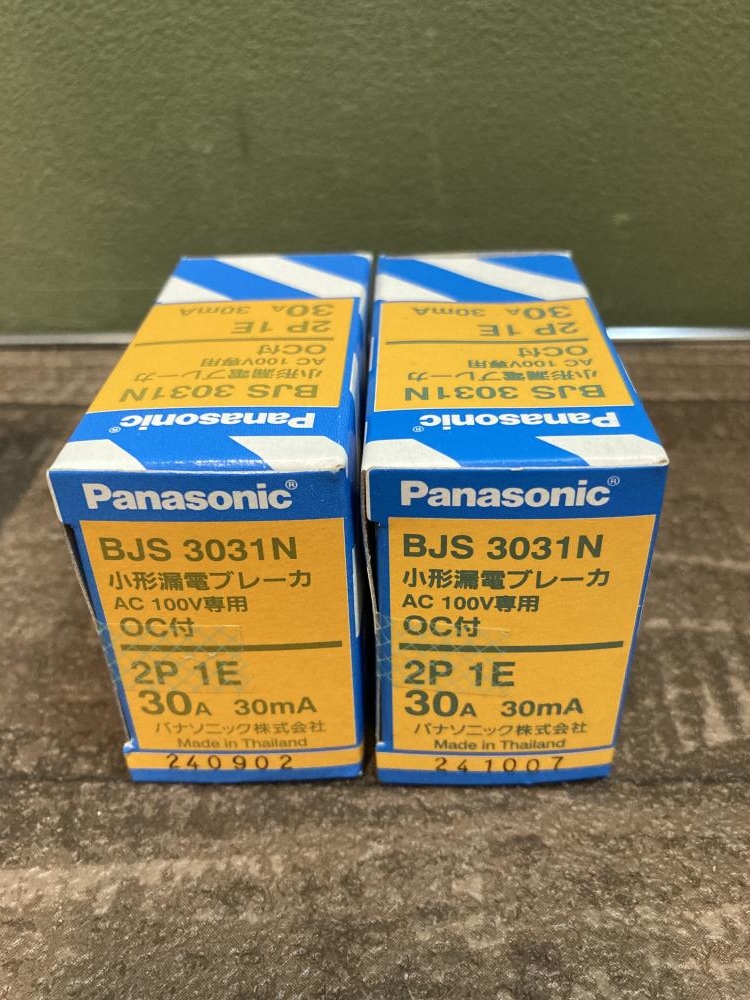 30A 30mA
2P 1E
OC付
AC 100V専用
小形漏電ブレーカ
BJS 3031N
Panasonic®
30A 30mA
2P 1E
OC付
AC 100V専用
小形漏電ブレーカ
BJS 3031N
Panasonic®
Panasonic®
BJS 3031N
小形漏電ブレーカ
AC 100V専用
OC付
2P 1E
30A 30mA
パナソニック株式会社
Made in Thailand
240902
Panasonic®
BJS 3031N
小形漏電ブレーカ
AC 100V専用
OC付
2P 1E
30A 30mA
パナソニック株式会社
Made in Thailand
241007